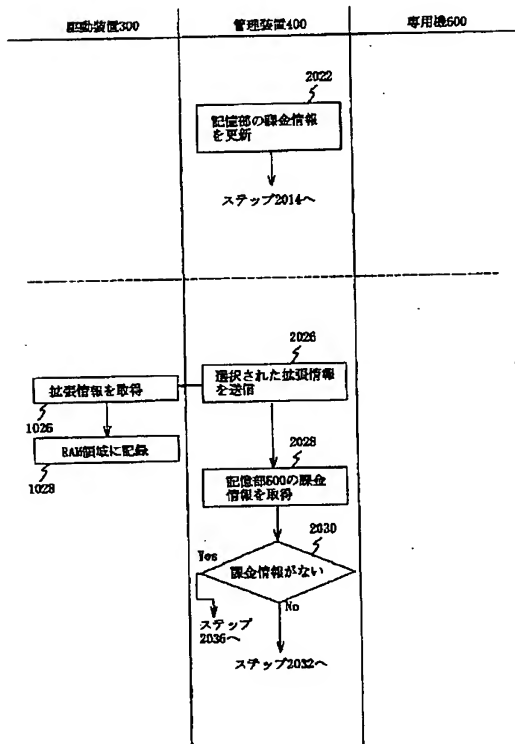 駆動装置300
管理装置400
専用機600
2022
記憶部の課金情報
を更新
ステップ2014へ
2026
選択された拡張情報
を送信
拡張情報を取得
1026
RAM領域に記録
1028
2028
記憶部500の課金
情報を取得
2030
Yes
課金情報がない
No
ステップ
2036へ
ステップ2032へ